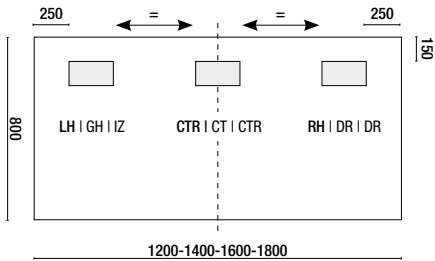 250
=
=
250
150
LH | GH | IZ
CTR | CT | CTR
RH | DR | DR
800
1200-1400-1600-1800